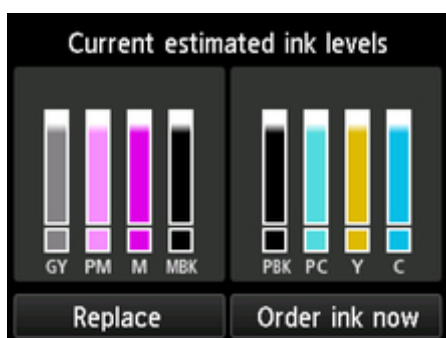 Current estimated ink levels
GY PM M MBK PBK PC Y C
Replace Order ink now